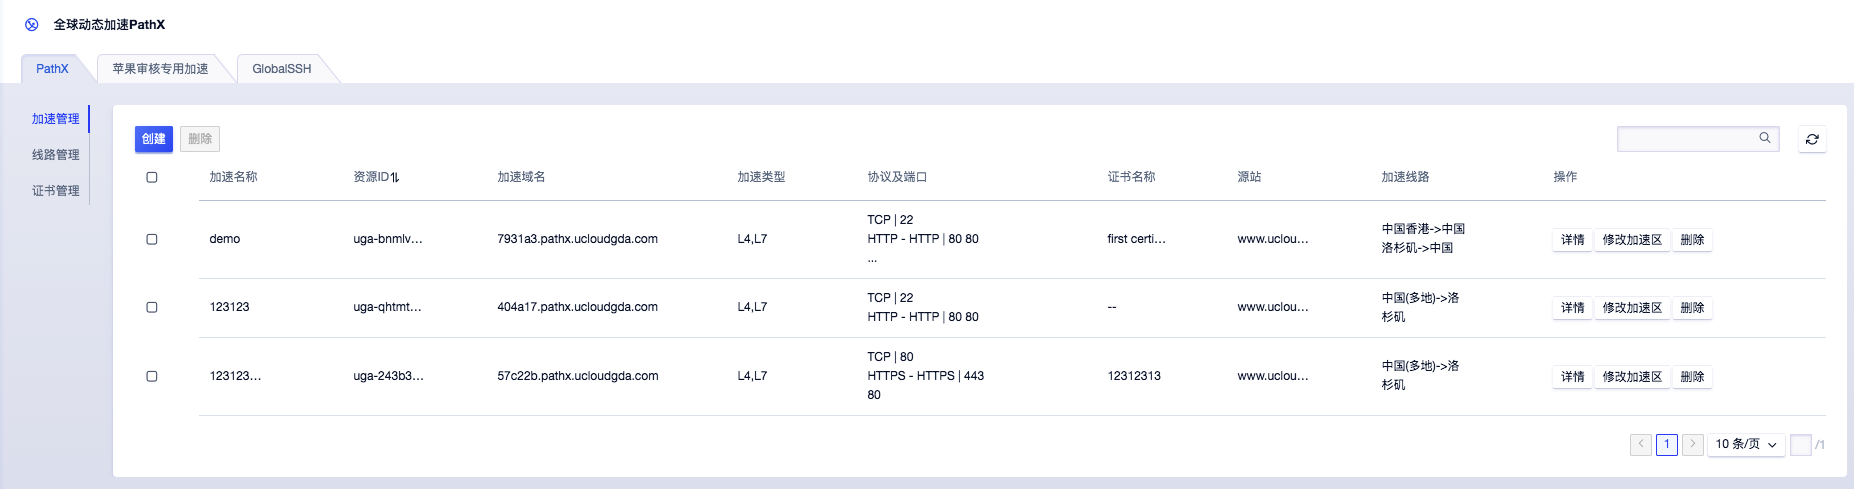 全球动态加速PathX
PathX
苹果审核专用加速
GlobalSSH
加速管理
线路管理
证书管理
创建
删除
加速名称
资源ID
加速域名
加速类型
协议及端口
证书名称
源站
加速线路
操作
demo
uga-bnmlv...
7931a3.pathx.ucloudgda.com
L4,L7
TCP | 22
HTTP - HTTP | 80 80
...
first certi...
www.uclou...
中国香港->中国
洛杉矶->中国
详情
修改加速区
删除
123123
uga-qhtmt...
404a17.pathx.ucloudgda.com
L4,L7
TCP | 22
HTTP - HTTP | 80 80
--
www.uclou...
中国(多地)->洛
杉矶
详情
修改加速区
删除
123123...
uga-243b3...
57c22b.pathx.ucloudgda.com
L4,L7
TCP | 80
HTTPS - HTTPS | 443
80
12312313
www.uclou...
中国(多地)->洛
杉矶
详情
修改加速区
删除
1
10 条/页
/1